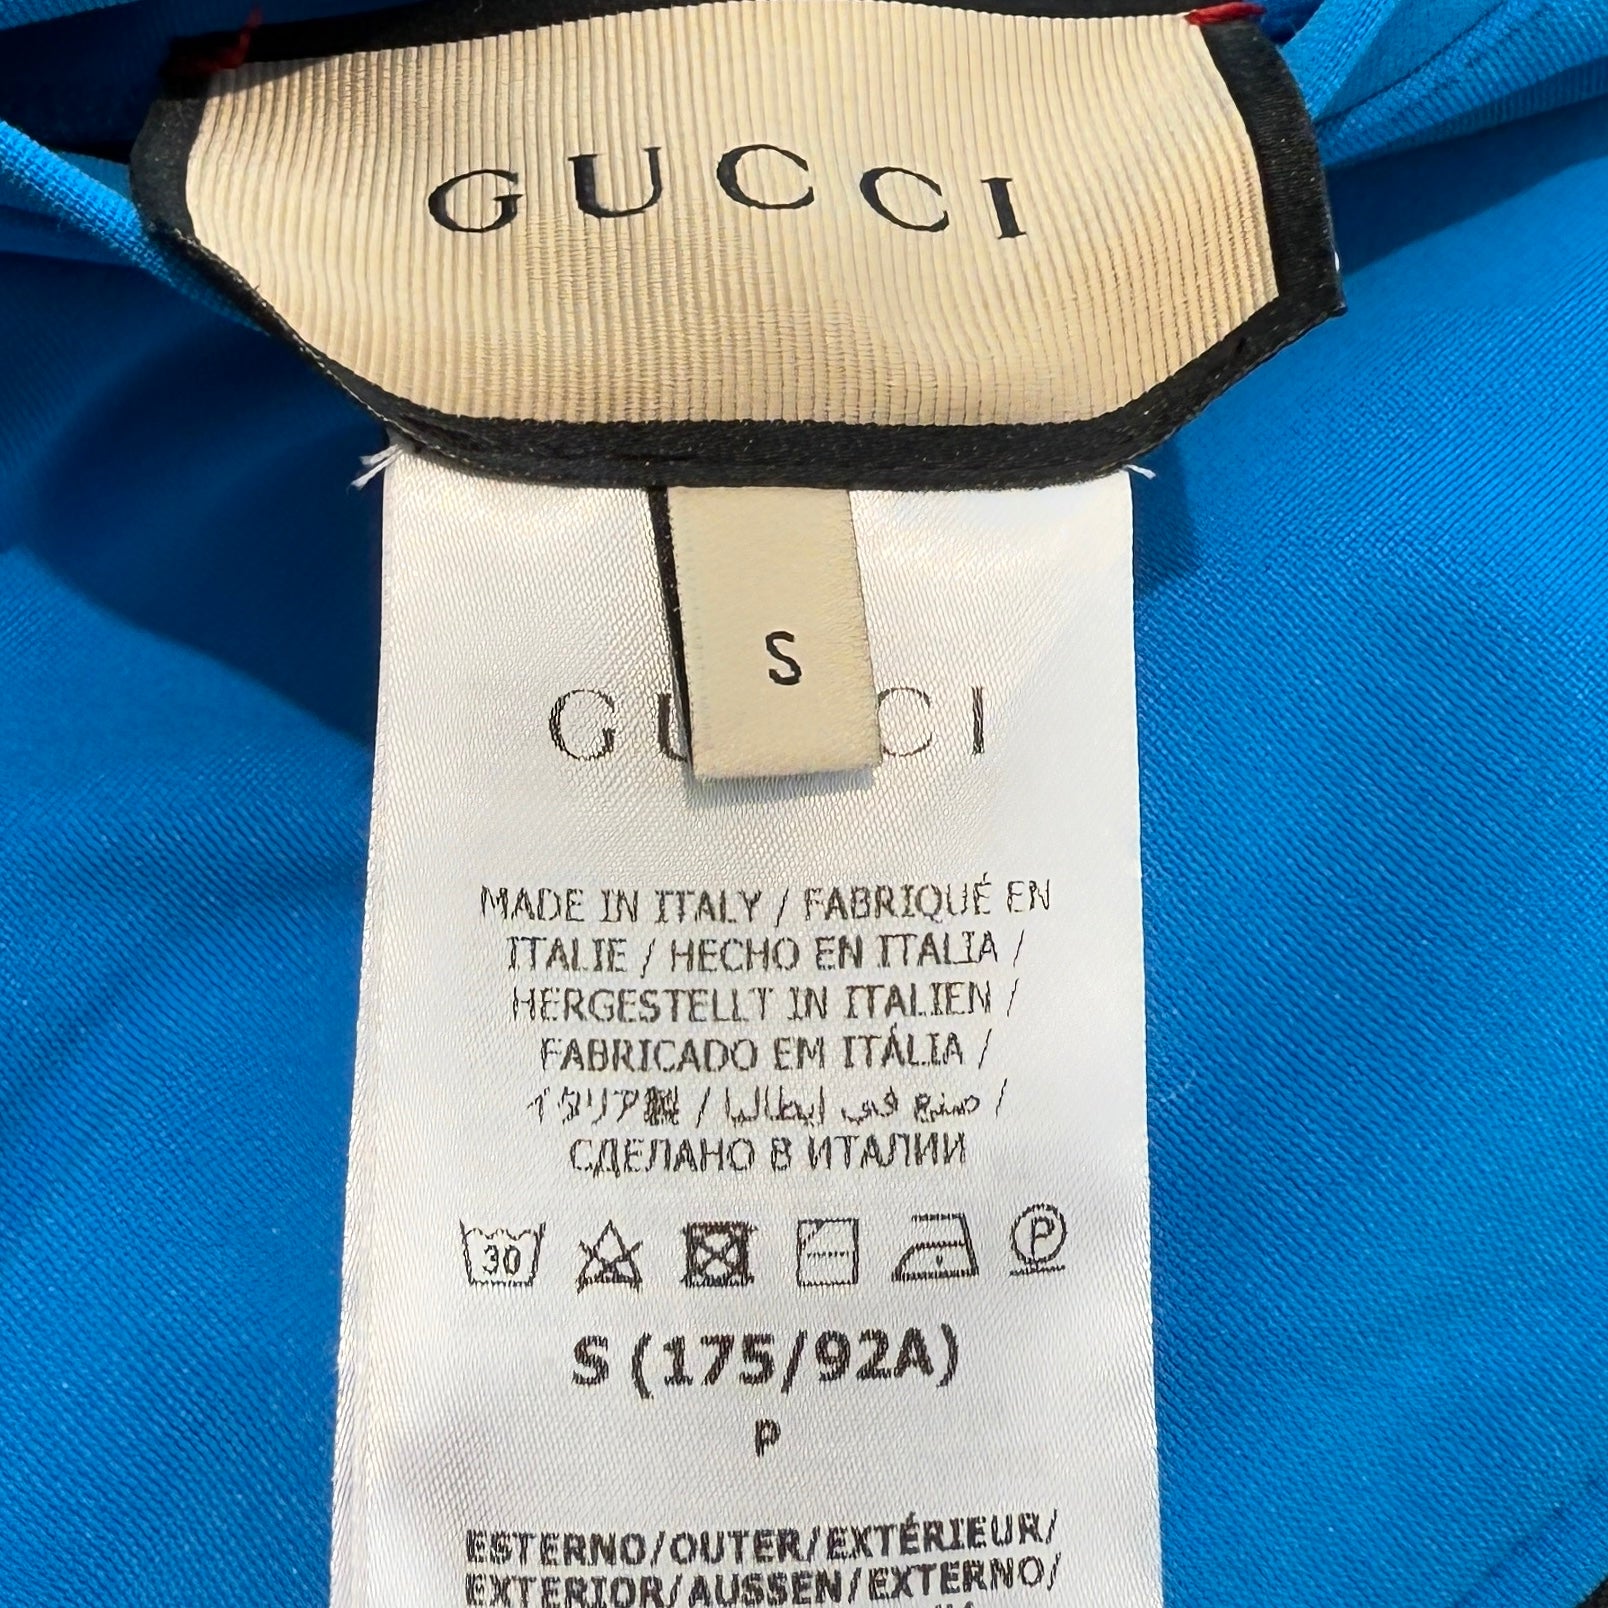 GUCCI
S
GUCCI
MADE IN ITALY / FABRIQUÉ EN
ITALIE / HECHO EN ITALIA /
HERGESTELLT IN ITALIEN /
FABRICADO EM ITÁLIA /
イタリア製 / صنع في إيطاليا /
СДЕЛАНО В ИТАЛИИ
30 P
S (175/92A)
P
ESTERNO/OUTER/EXTÉRIEUR/
EXTERIOR/AUSSEN/EXTERNO/